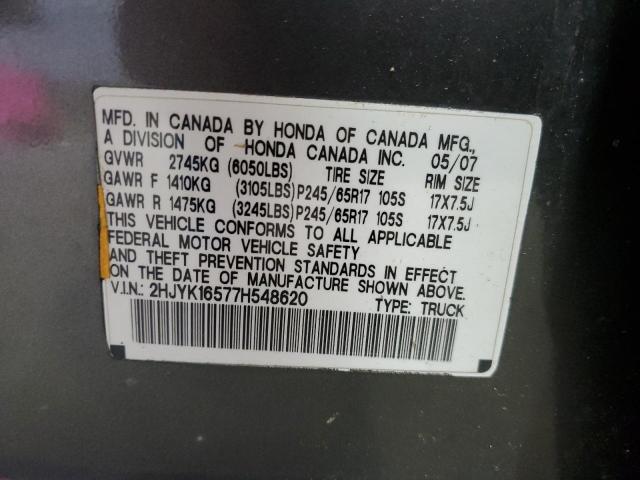 MFD. IN CANADA BY HONDA OF CANADA MFG.,
A DIVISION OF HONDA CANADA INC. 05/07
GVWR 2745KG (6050LBS) TIRE SIZE RIM SIZE
GAWR F 1410KG (3105LBS) P245/65R17 105S 17X7.5J
GAWR R 1475KG (3245LBS) P245/65R17 105S 17X7.5J
THIS VEHICLE CONFORMS TO ALL APPLICABLE
FEDERAL MOTOR VEHICLE SAFETY
AND THEFT PREVENTION STANDARDS IN EFFECT
ON THE DATE OF MANUFACTURE SHOWN ABOVE.
V.I.N.: 2HJYK16577H548620 TYPE: TRUCK